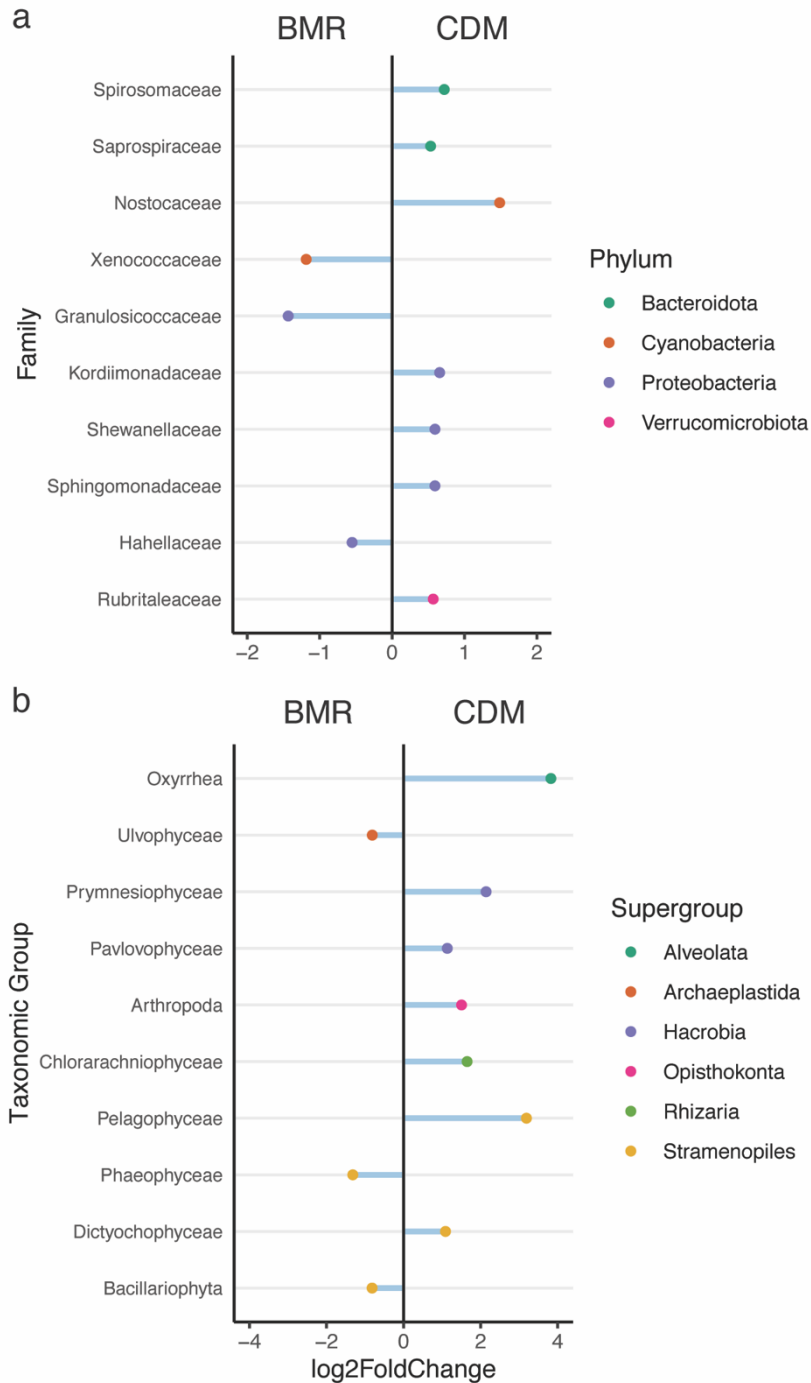 a
BMR CDM
Family
Spirosomaceae
Saprospiraceae
Nostocaceae
Xenococcaceae
Granulosicoccaceae
Kordiimonadaceae
Shewanellaceae
Sphingomonadaceae
Hahellaceae
Rubritaleaceae
−2 −1 0 1 2
Phylum
Bacteroidota
Cyanobacteria
Proteobacteria
Verrucomicrobiota
b
BMR CDM
Taxonomic Group
Oxyrrhea
Ulvophyceae
Prymnesiophyceae
Pavlovophyceae
Arthropoda
Chlorarachniophyceae
Pelagophyceae
Phaeophyceae
Dictyochophyceae
Bacillariophyta
−4 −2 0 2 4
log2FoldChange
Supergroup
Alveolata
Archaeplastida
Hacrobia
Opisthokonta
Rhizaria
Stramenopiles